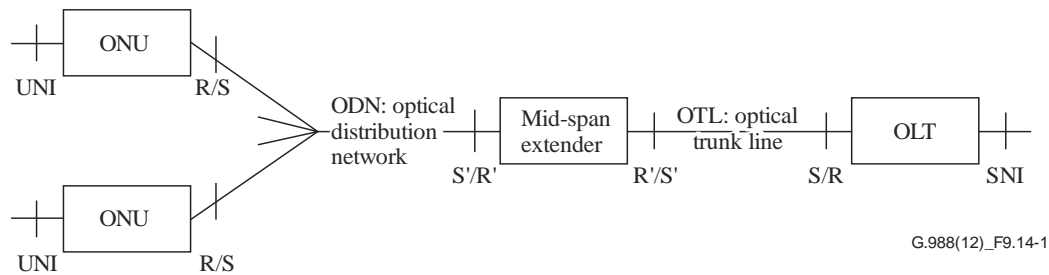 ONU
UNI
R/S
ODN: optical
distribution
network
S'/R'
Mid-span
extender
R'/S'
OTL: optical
trunk line
S/R
OLT
SNI
ONU
UNI
R/S
G.988(12)_F9.14-1